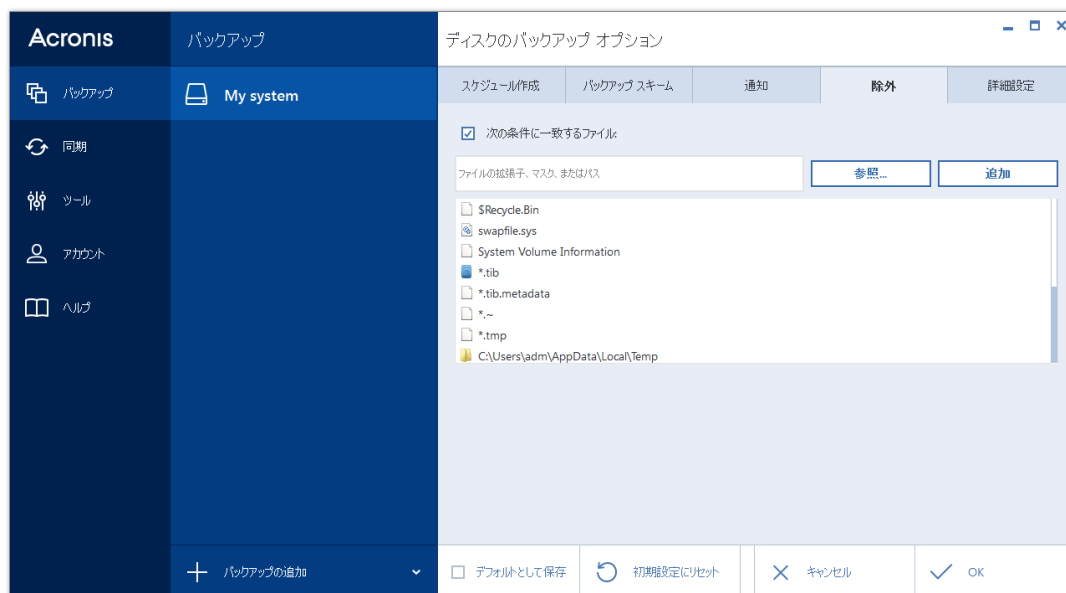 Acronis
バックアップ
ディスクのバックアップ オプション
バックアップ
同期
ツール
アカウント
ヘルプ
My system
バックアップの追加
スケジュール作成
バックアップ スキーム
通知
除外
詳細設定
次の条件に一致するファイル:
ファイルの拡張子、マスク、またはパス
参照...
追加
$Recycle.Bin
swapfile.sys
System Volume Information
*.tib
*.tib.metadata
*.~
*.tmp
C:\Users\adm\AppData\Local\Temp
デフォルトとして保存
初期設定にリセット
キャンセル
OK